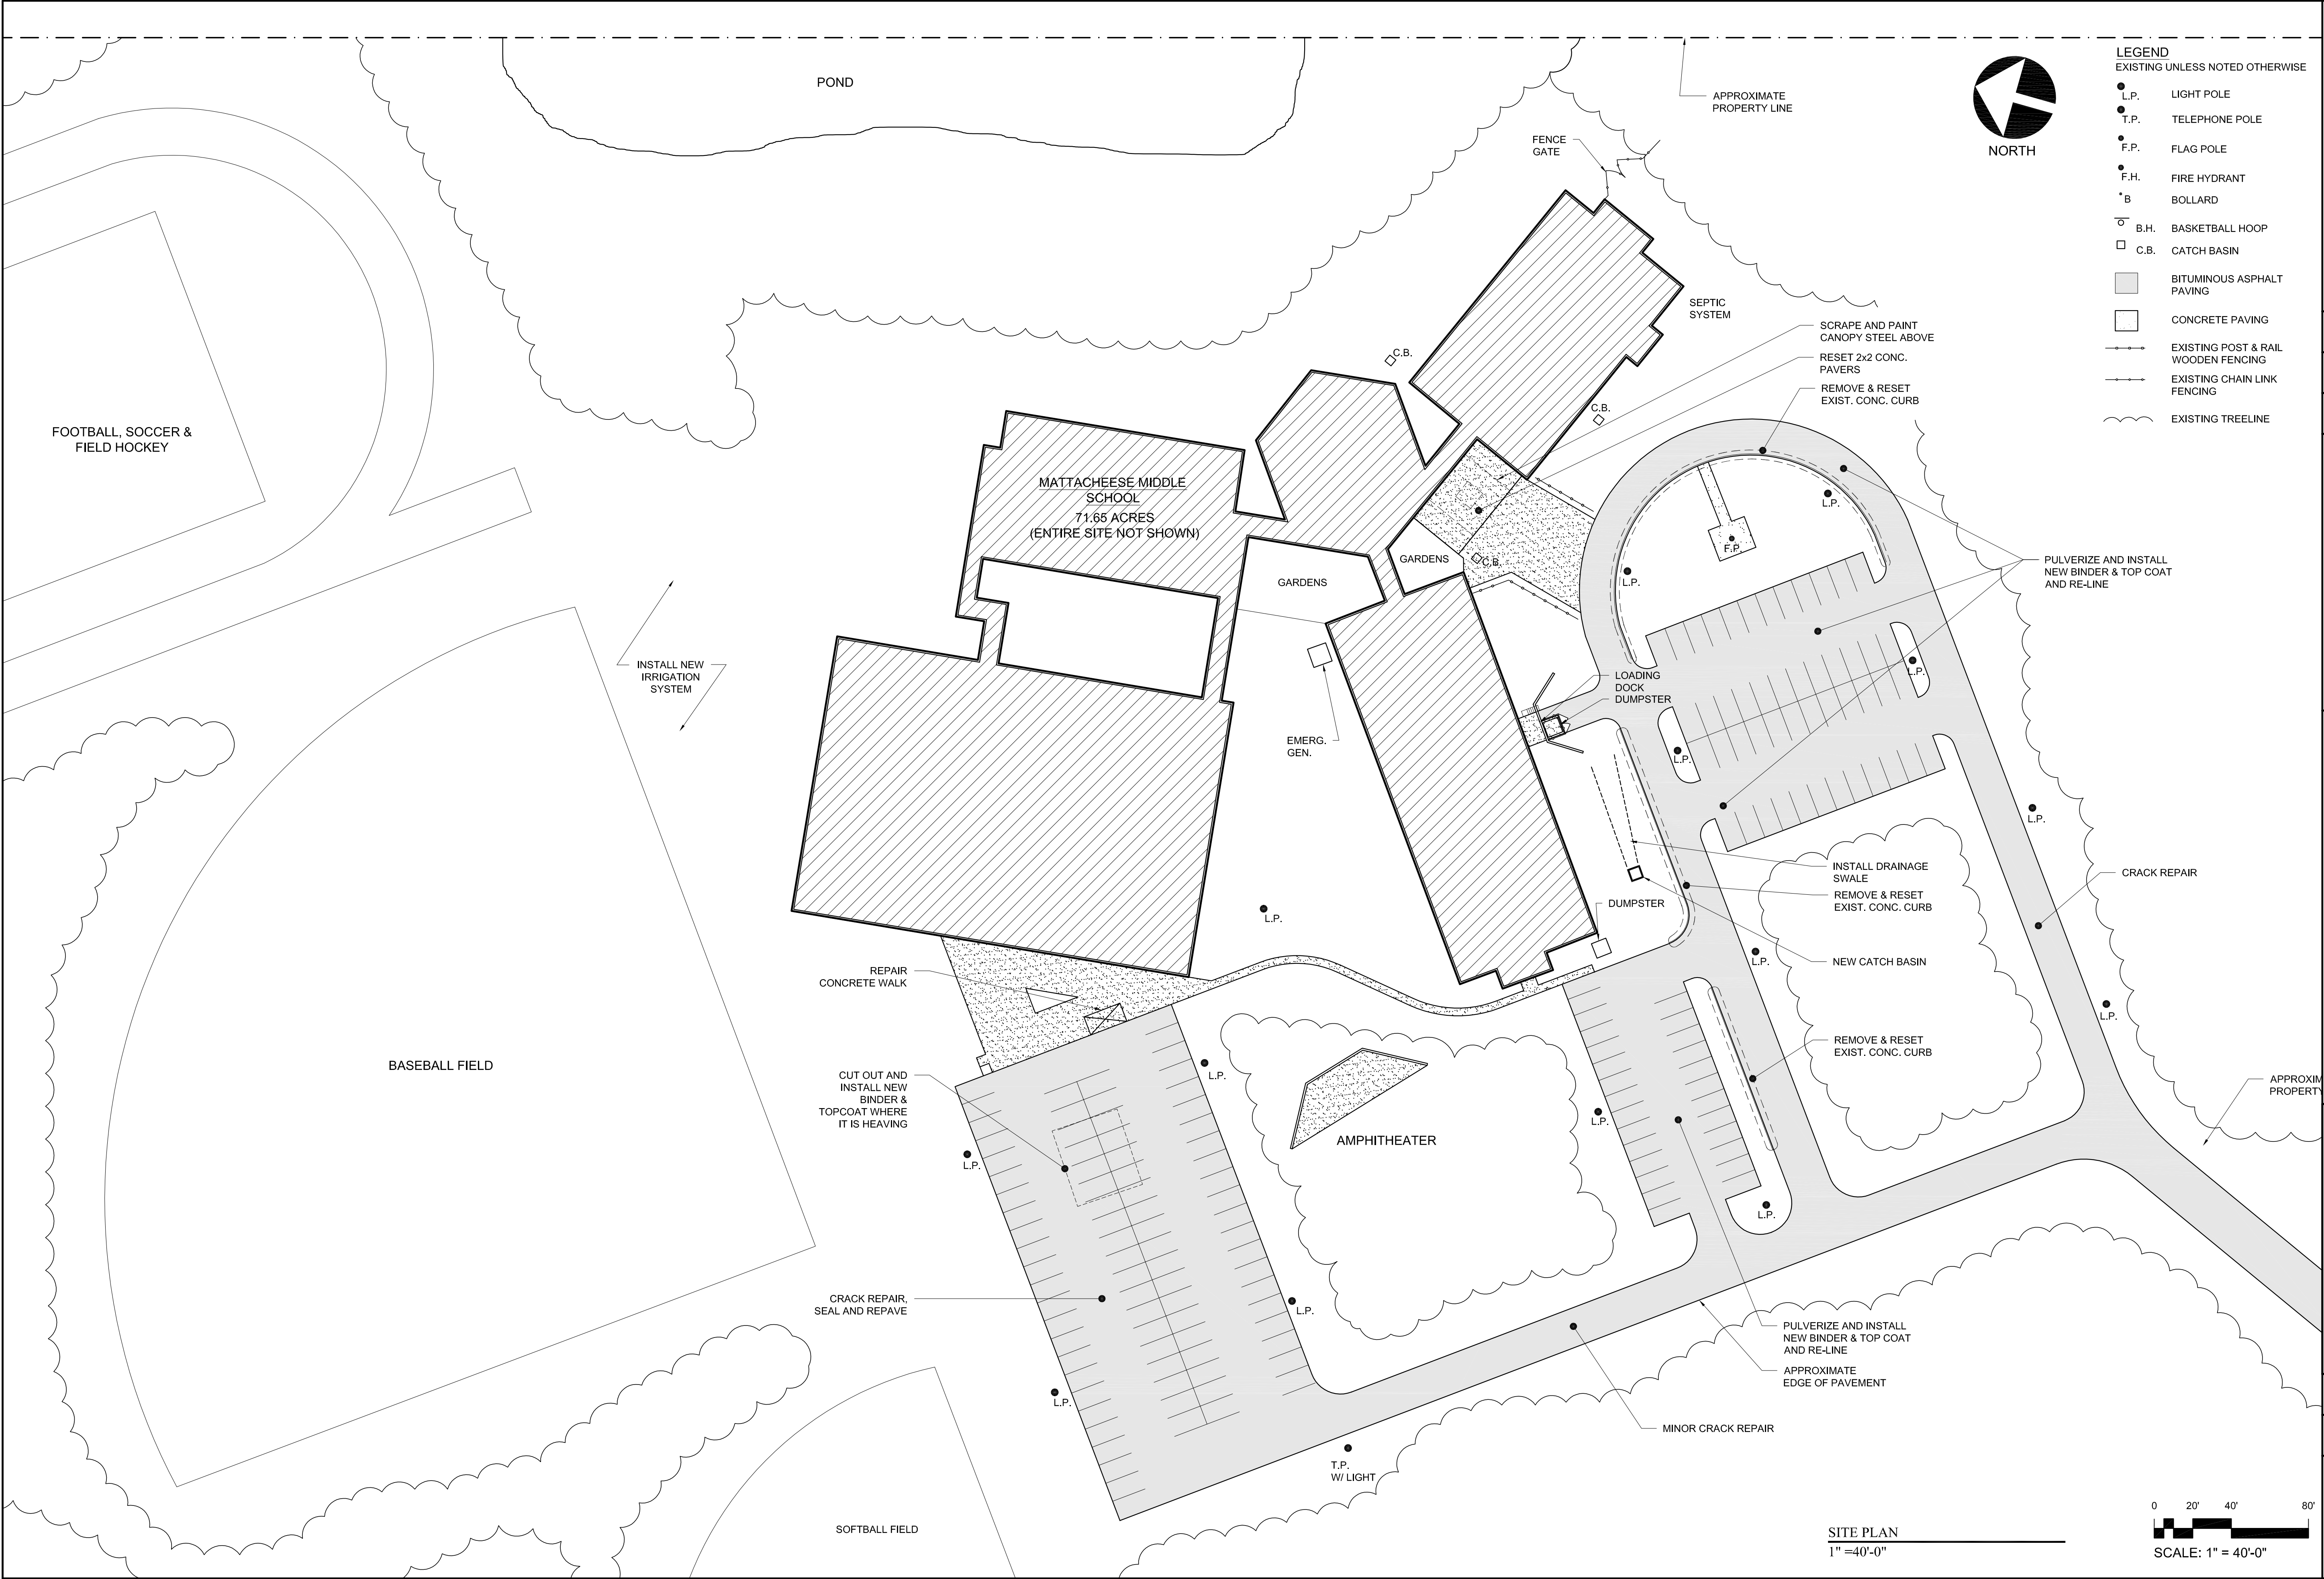 POND
APPROXIMATE
PROPERTY LINE
NORTH
LEGEND
EXISTING UNLESS NOTED OTHERWISE
L.P. LIGHT POLE
T.P. TELEPHONE POLE
F.P. FLAG POLE
F.H. FIRE HYDRANT
B BOLLARD
B.H. BASKETBALL HOOP
C.B. CATCH BASIN
BITUMINOUS ASPHALT
PAVING
CONCRETE PAVING
EXISTING POST & RAIL
WOODEN FENCING
EXISTING CHAIN LINK
FENCING
EXISTING TREELINE
FENCE
GATE
SEPTIC
SYSTEM
SCRAPE AND PAINT
CANOPY STEEL ABOVE
RESET 2x2 CONC.
PAVERS
REMOVE & RESET
EXIST. CONC. CURB
C.B.
C.B.
FOOTBALL, SOCCER &
FIELD HOCKEY
MATTACHEESE MIDDLE
SCHOOL
71.65 ACRES
(ENTIRE SITE NOT SHOWN)
L.P.
F.P.
GARDENS
C.B.
GARDENS
L.P.
PULVERIZE AND INSTALL
NEW BINDER & TOP COAT
AND RE-LINE
INSTALL NEW
IRRIGATION
SYSTEM
LOADING
DOCK
DUMPSTER
L.P.
EMERG.
GEN.
L.P.
L.P.
INSTALL DRAINAGE
SWALE
REMOVE & RESET
EXIST. CONC. CURB
CRACK REPAIR
DUMPSTER
L.P.
NEW CATCH BASIN
L.P.
REPAIR
CONCRETE WALK
L.P.
REMOVE & RESET
EXIST. CONC. CURB
BASEBALL FIELD
CUT OUT AND
INSTALL NEW
BINDER &
TOPCOAT WHERE
IT IS HEAVING
L.P.
APPROXIM
PROPERTY
L.P.
AMPHITHEATER
L.P.
L.P.
CRACK REPAIR,
SEAL AND REPAVE
L.P.
PULVERIZE AND INSTALL
NEW BINDER & TOP COAT
AND RE-LINE
APPROXIMATE
EDGE OF PAVEMENT
L.P.
MINOR CRACK REPAIR
T.P.
W/ LIGHT
SOFTBALL FIELD
SITE PLAN
1" =40'-0"
0 20' 40' 80'
SCALE: 1" = 40'-0"